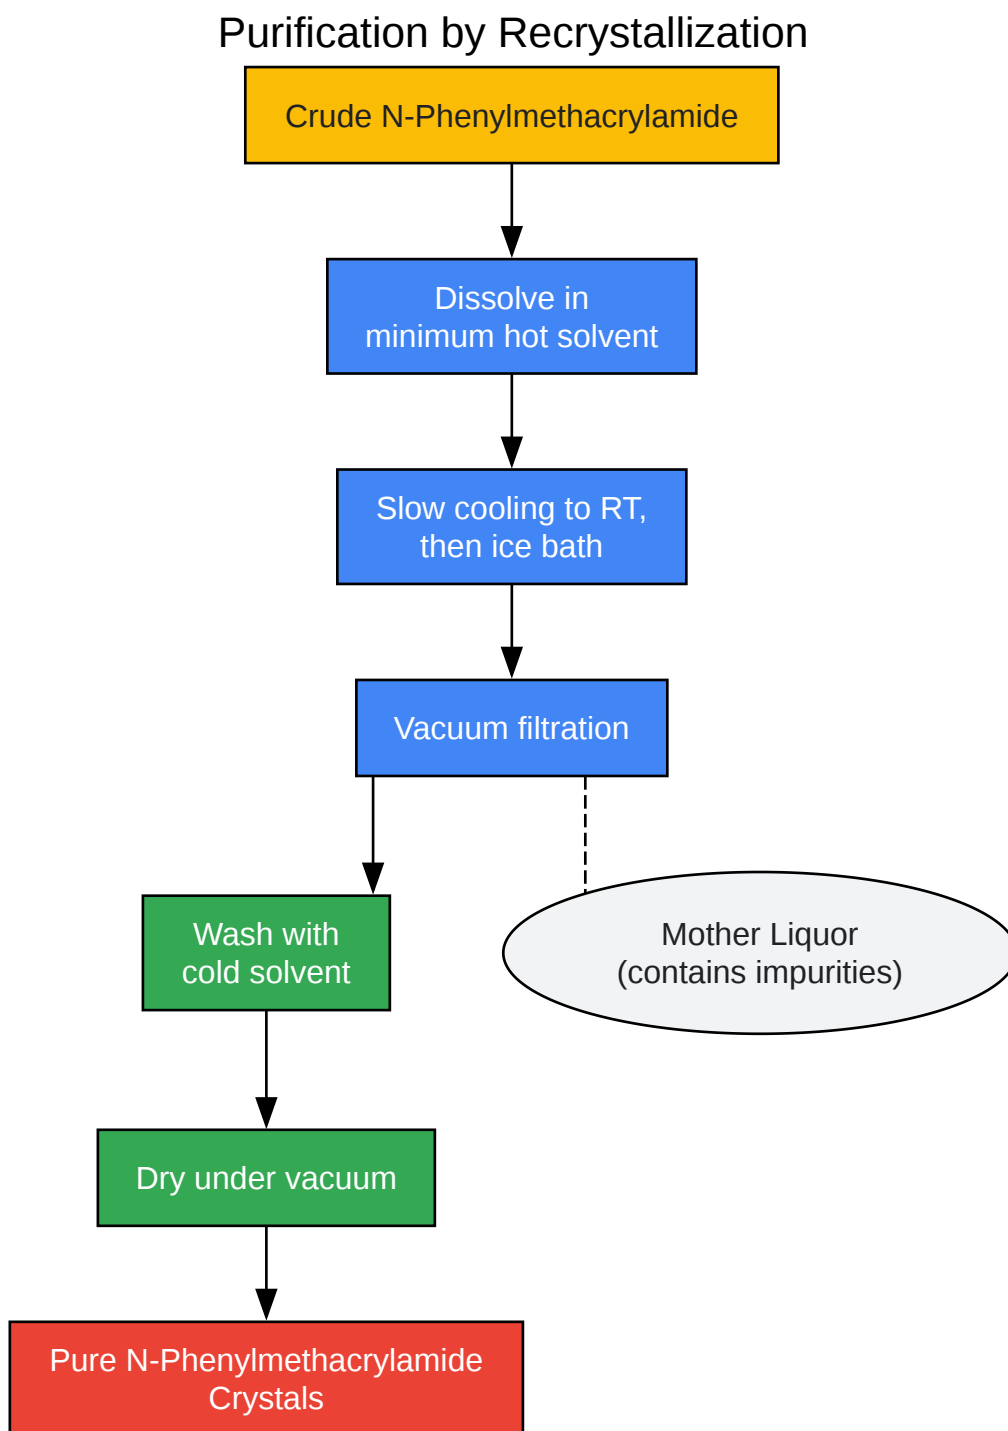 Purification by Recrystallization
Crude N-Phenylmethacrylamide
Dissolve in
minimum hot solvent
Slow cooling to RT,
then ice bath
Vacuum filtration
Wash with
cold solvent
Mother Liquor
(contains impurities)
Dry under vacuum
Pure N-Phenylmethacrylamide
Crystals